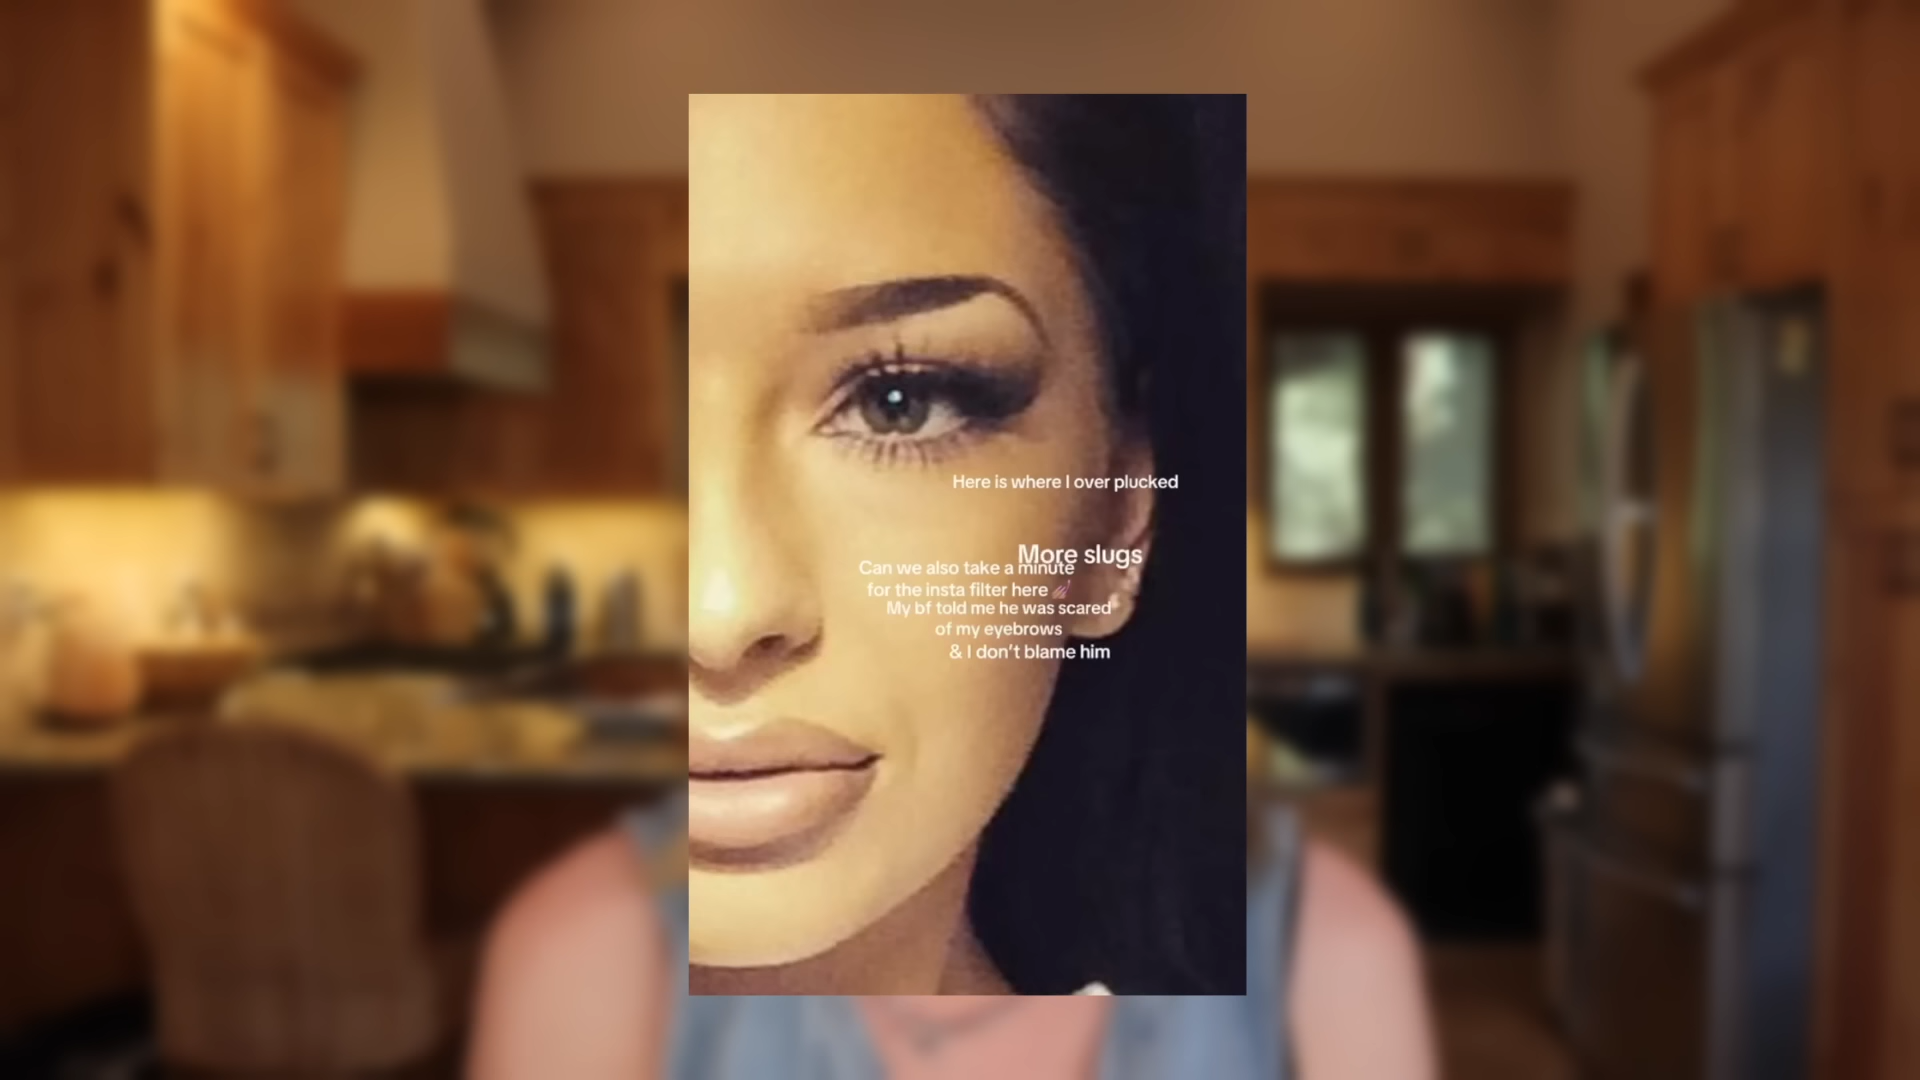 Here is where I over plucked
More slugs
Can we also take a minute
for the insta filter here 💅
My bf told me he was scared
of my eyebrows
& I don't blame him